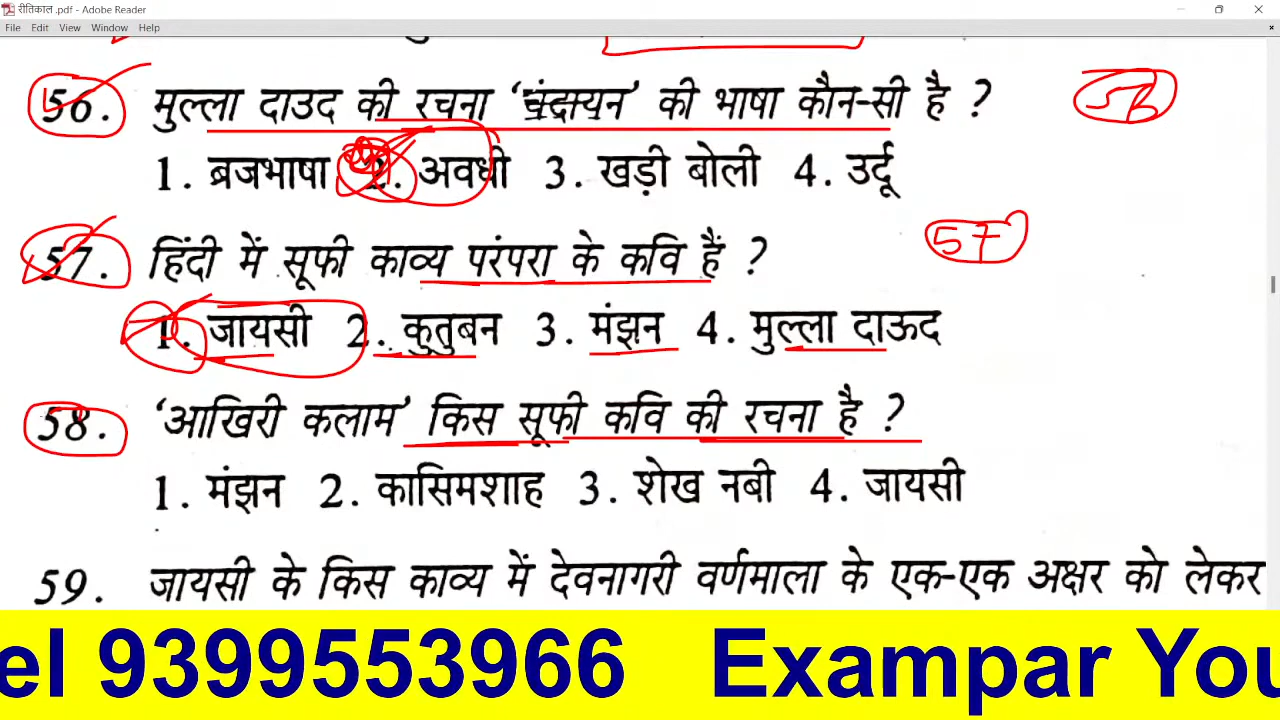 रीतिकाल .pdf - Adobe Reader
File Edit View Window Help
56. मुल्ला दाउद की रचना ‘चंदायन’ की भाषा कौन-सी है ? 56
1. ब्रजभाषा 2. अवधी 3. खड़ी बोली 4. उर्दू
57. हिंदी में सूफी काव्य परंपरा के कवि हैं ? 57
1. जायसी 2. कुतुबन 3. मंझन 4. मुल्ला दाऊद
58. ‘आखिरी कलाम’ किस सूफी कवि की रचना है ?
1. मंझन 2. कासिमशाह 3. शेख नबी 4. जायसी
59. जायसी के किस काव्य में देवनागरी वर्णमाला के एक-एक अक्षर को लेकर
el 9399553966 Exampar You